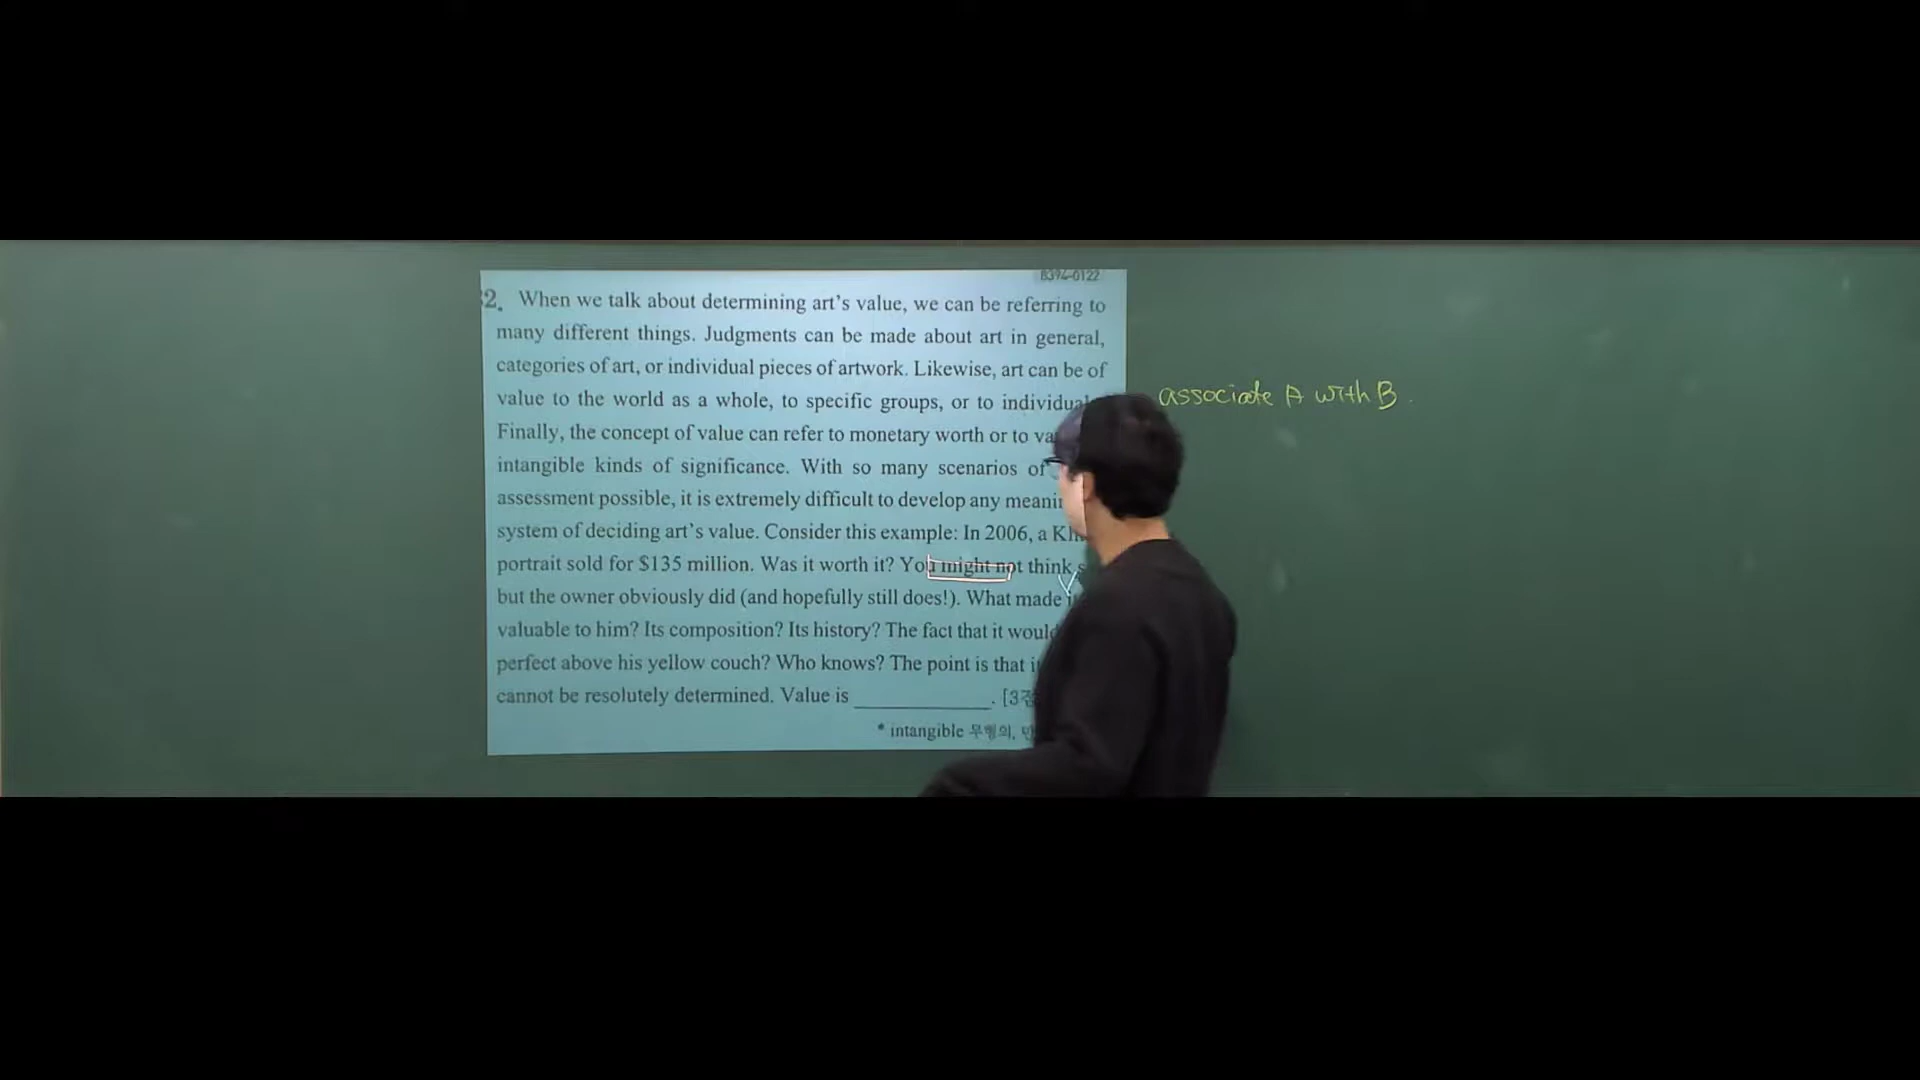 B394-0122
2. When we talk about determining art's value, we can be referring to
many different things. Judgments can be made about art in general,
categories of art, or individual pieces of artwork. Likewise, art can be of
value to the world as a whole, to specific groups, or to
associate A with B.
Finally, the concept of value can refer to monetary worth or to
intangible kinds of significance. With so many scenarios of
assessment possible, it is extremely difficult to develop any
system of deciding art's value. Consider this example: In 2006, a
portrait sold for $135 million. Was it worth it? You might not think
but the owner obviously did (and hopefully still does!). What made
valuable to him? Its composition? Its history? The fact that it
perfect above his yellow couch? Who knows? The point is that
cannot be resolutely determined. Value is ____________. [3
* intangible 무형의,